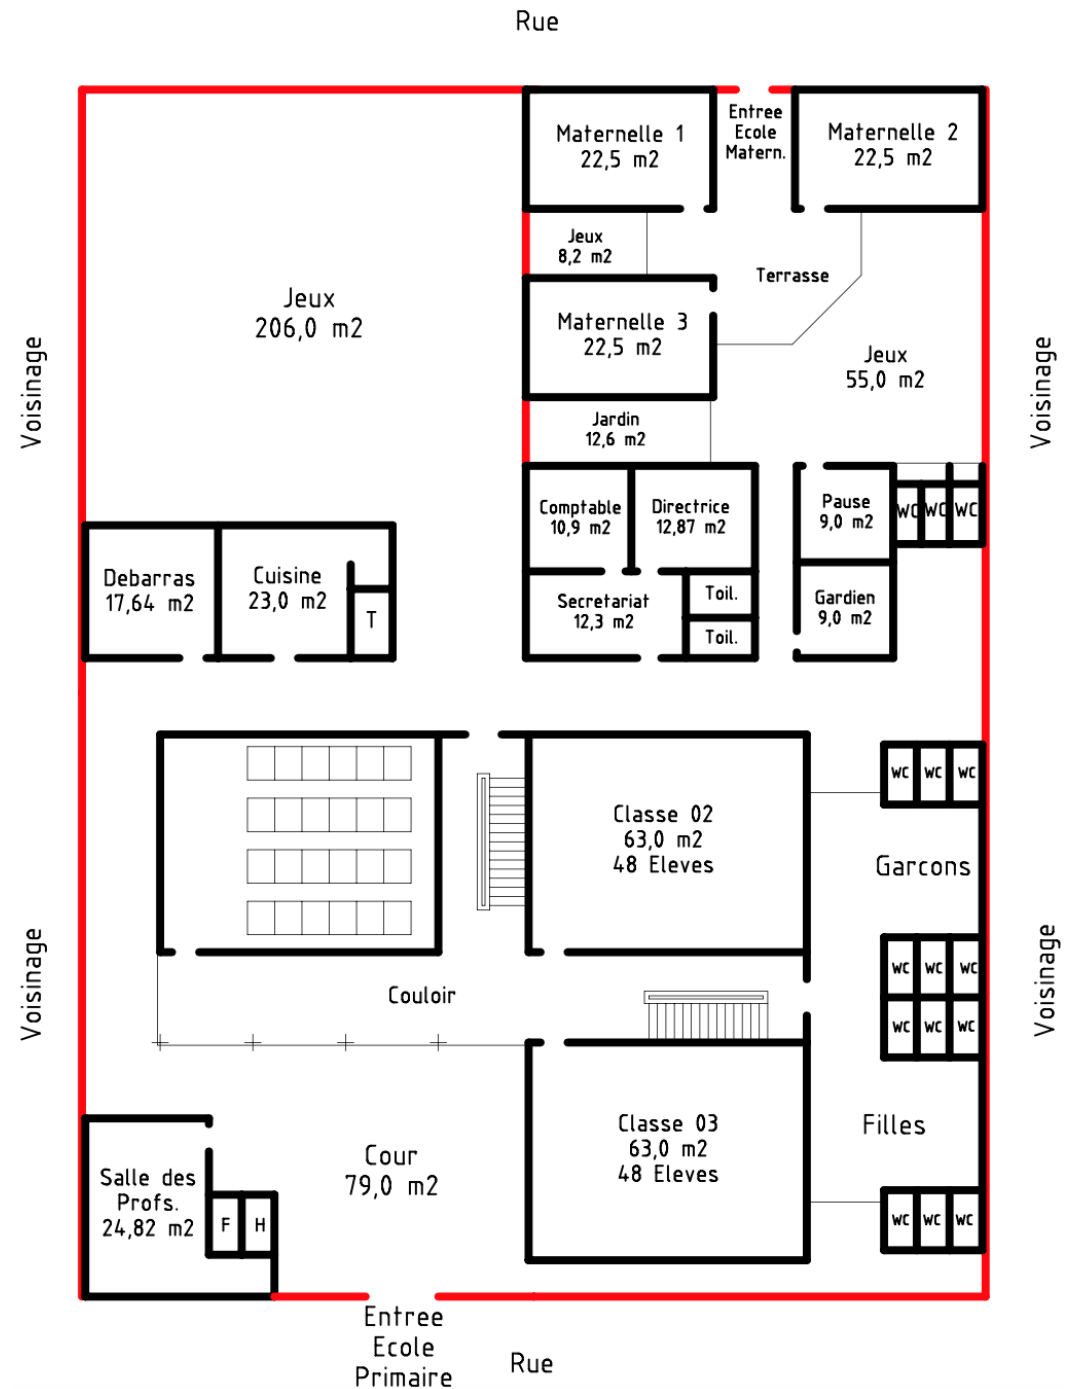 Rue
Maternelle 1
22,5 m2
Entree
Ecole
Matern.
Maternelle 2
22,5 m2
Jeux
8,2 m2
Terrasse
Jeux
206,0 m2
Maternelle 3
22,5 m2
Jeux
55,0 m2
Voisinage
Voisinage
Jardin
12,6 m2
Comptable
10,9 m2
Directrice
12,87 m2
Pause
9,0 m2
WC
WC
WC
Debarras
17,64 m2
Cuisine
23,0 m2
T
Secretariat
12,3 m2
Toil.
Toil.
Gardien
9,0 m2
WC
WC
WC
Classe 02
63,0 m2
48 Eleves
Garcons
Voisinage
Voisinage
WC
WC
WC
Couloir
WC
WC
WC
Classe 03
63,0 m2
48 Eleves
Filles
Cour
79,0 m2
Salle des
Profs.
24,82 m2
F
H
WC
WC
WC
Entree
Ecole
Primaire
Rue